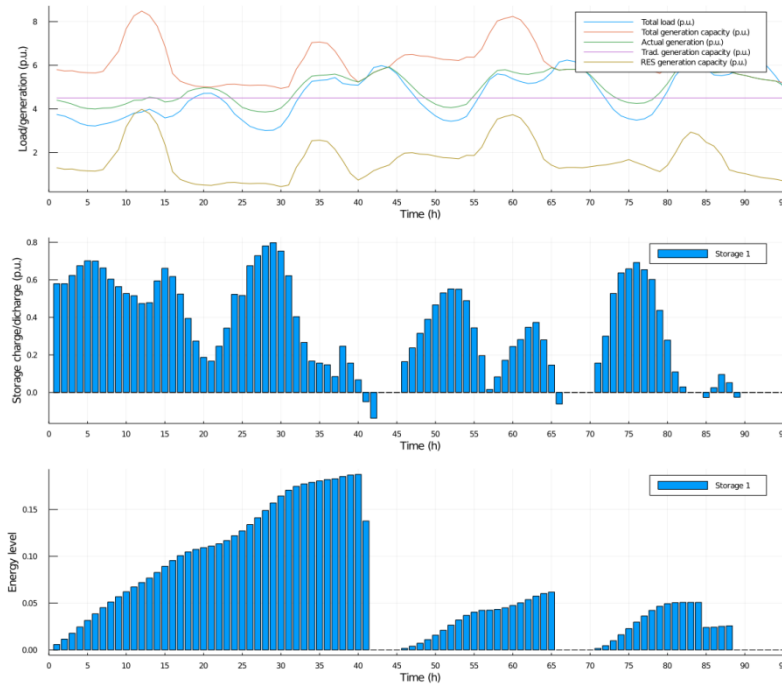 Load/generation (p.u.)
8
6
4
2
Total load (p.u.)
Total generation capacity (p.u.)
Actual generation (p.u.)
Trad. generation capacity (p.u.)
RES generation capacity (p.u.)
0 5 10 15 20 25 30 35 40 45 50 55 60 65 70 75 80 85 90 95
Time (h)
Storage charge/dicharge (p.u.)
0.8
0.6
0.4
0.2
0.0
Storage 1
0 5 10 15 20 25 30 35 40 45 50 55 60 65 70 75 80 85 90 95
Time (h)
Energy level
0.15
0.10
0.05
0.00
Storage 1
0 5 10 15 20 25 30 35 40 45 50 55 60 65 70 75 80 85 90 95
Time (h)